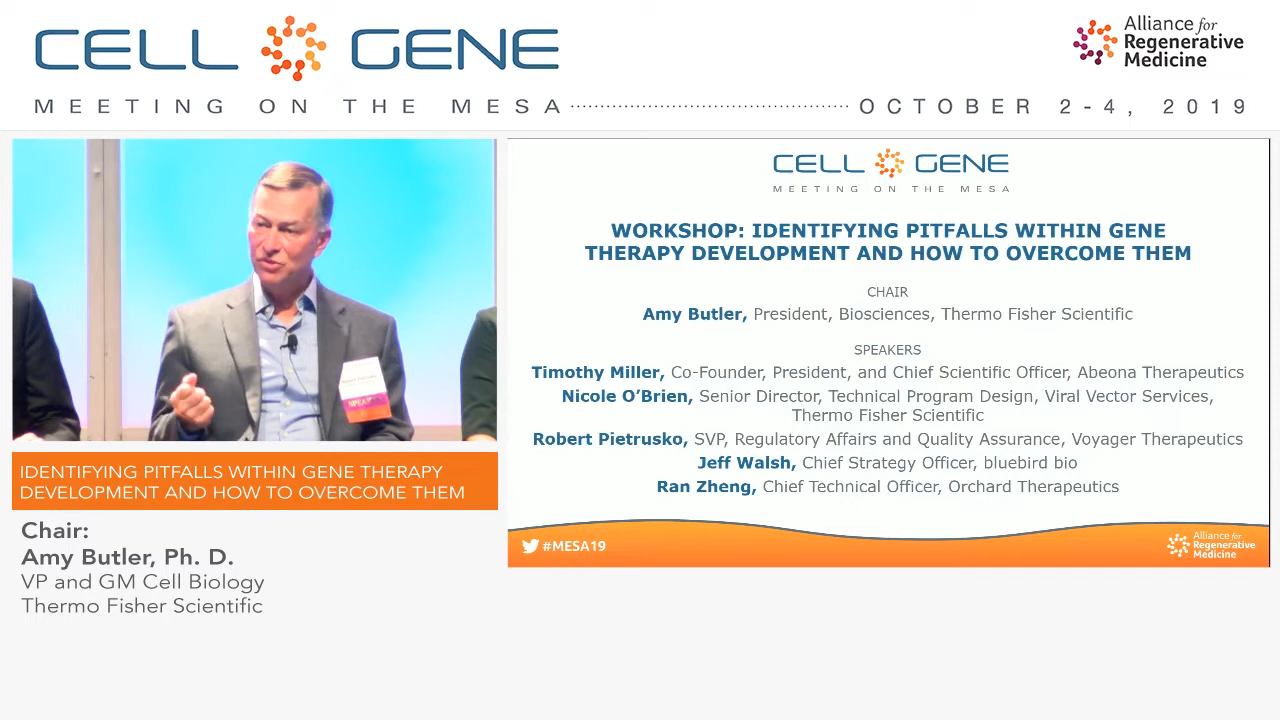 CELL GENE
MEETING ON THE MESA
OCTOBER 2-4, 2019
Alliance for
Regenerative
Medicine
IDENTIFYING PITFALLS WITHIN GENE THERAPY
DEVELOPMENT AND HOW TO OVERCOME THEM
Chair:
Amy Butler, Ph. D.
VP and GM Cell Biology
Thermo Fisher Scientific
CELL GENE
MEETING ON THE MESA
WORKSHOP: IDENTIFYING PITFALLS WITHIN GENE
THERAPY DEVELOPMENT AND HOW TO OVERCOME THEM
CHAIR
Amy Butler, President, Biosciences, Thermo Fisher Scientific
SPEAKERS
Timothy Miller, Co-Founder, President, and Chief Scientific Officer, Abeona Therapeutics
Nicole O'Brien, Senior Director, Technical Program Design, Viral Vector Services,
Thermo Fisher Scientific
Robert Pietrusko, SVP, Regulatory Affairs and Quality Assurance, Voyager Therapeutics
Jeff Walsh, Chief Strategy Officer, bluebird bio
Ran Zheng, Chief Technical Officer, Orchard Therapeutics
#MESA19
Alliance for
Regenerative
Medicine